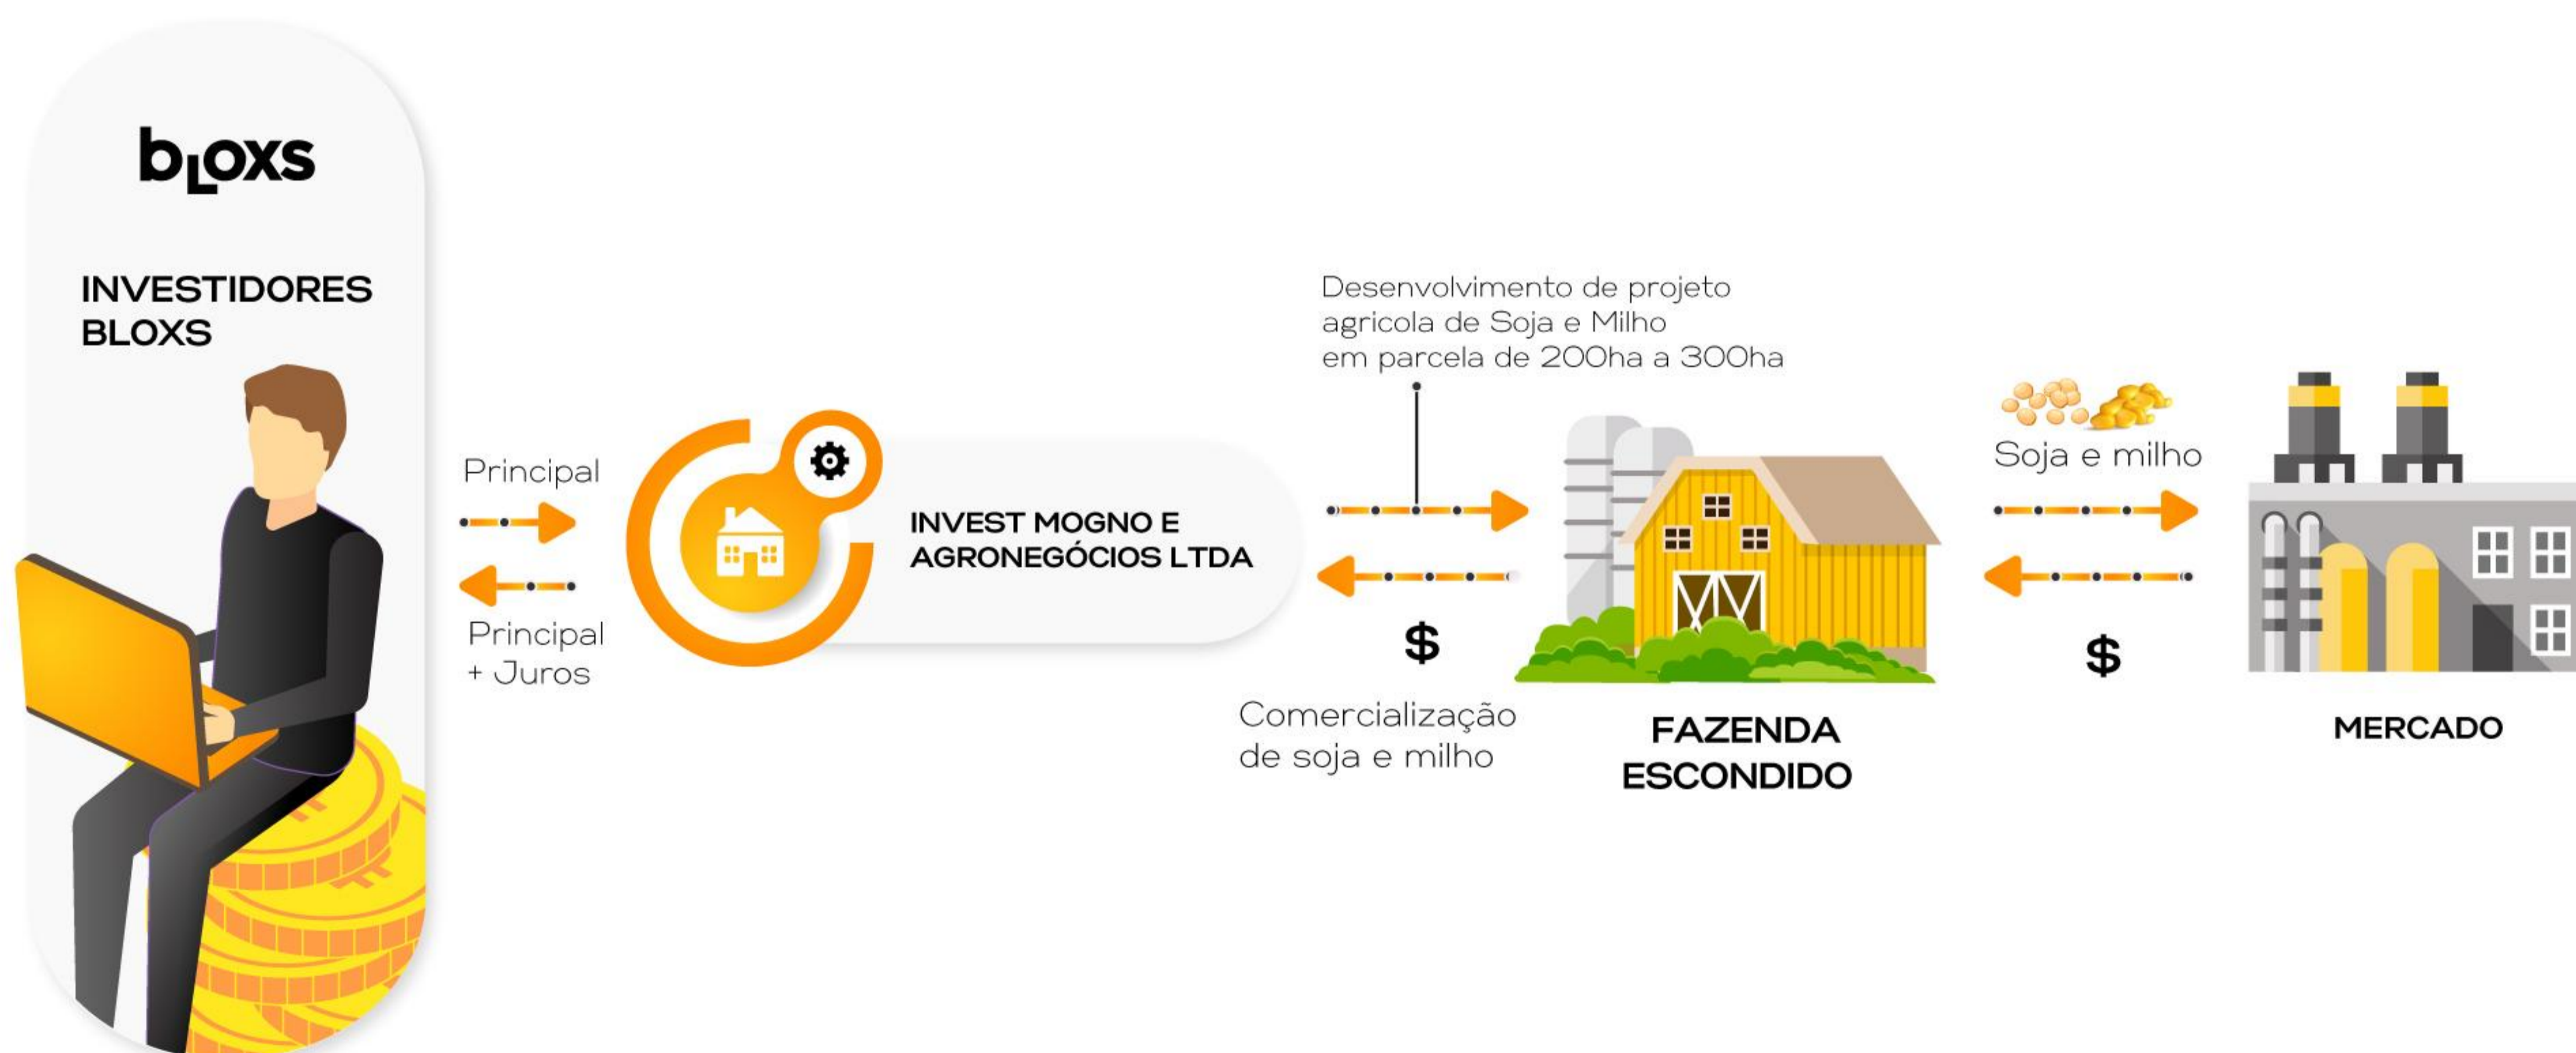 bLoxs
INVESTIDORES
BLOXS
Principal
Principal
+ Juros
INVEST MOGNO E
AGRONEGÓCIOS LTDA
Desenvolvimento de projeto
agricola de Soja e Milho
em parcela de 200ha a 300ha
$
Comercialização
de soja e milho
FAZENDA
ESCONDIDO
Soja e milho
$
MERCADO